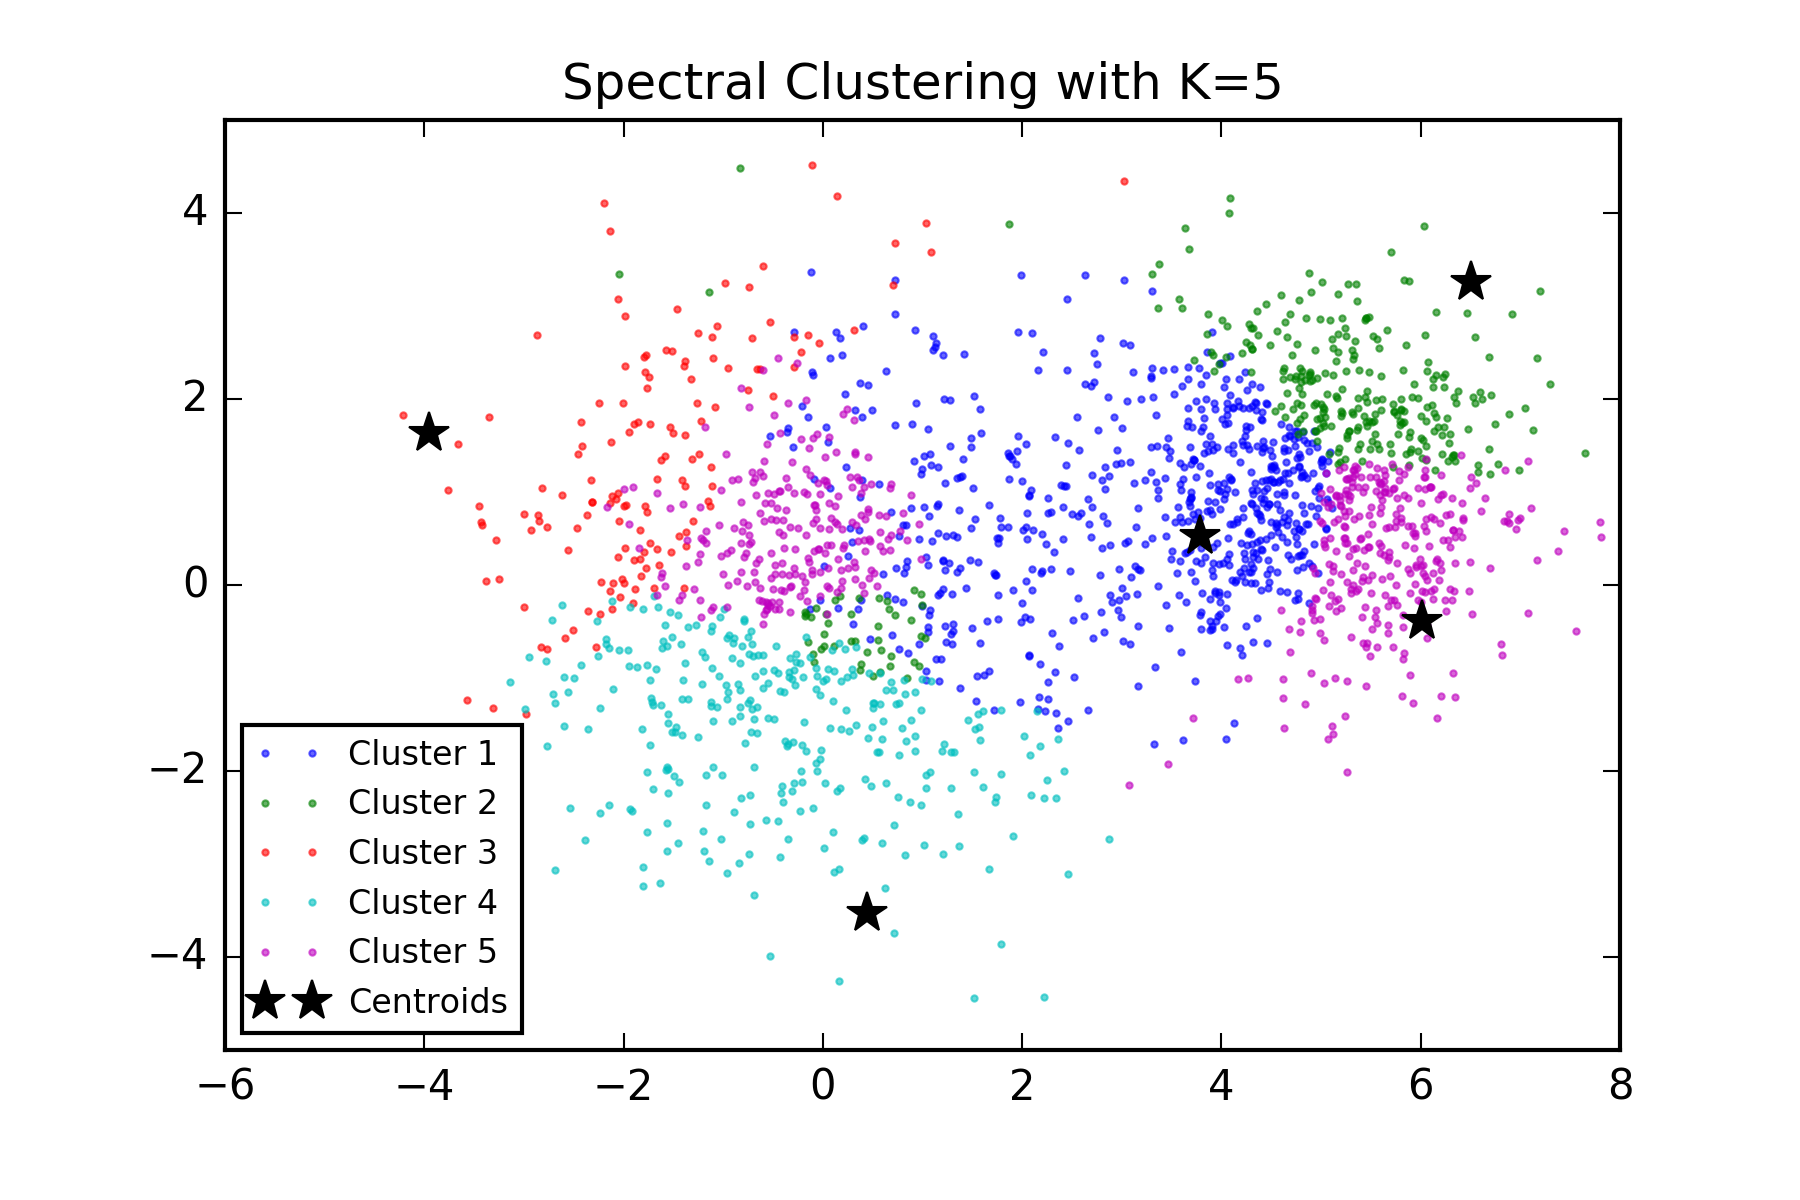 Spectral Clustering with K=5
4
2
0
−2
−4
Cluster 1
Cluster 2
Cluster 3
Cluster 4
Cluster 5
Centroids
−6 −4 −2 0 2 4 6 8